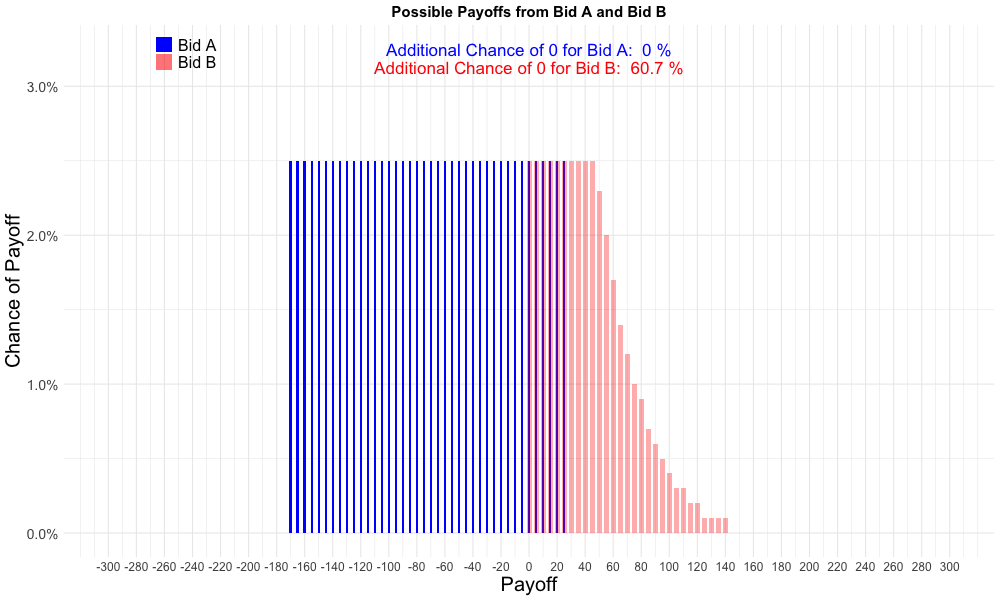 Possible Payoffs from Bid A and Bid B
Bid A
Bid B
Additional Chance of 0 for Bid A:  0 %
Additional Chance of 0 for Bid B:  60.7 %
Chance of Payoff
3.0%
2.0%
1.0%
0.0%
-300 -280 -260 -240 -220 -200 -180 -160 -140 -120 -100 -80 -60 -40 -20 0 20 40 60 80 100 120 140 160 180 200 220 240 260 280 300
Payoff